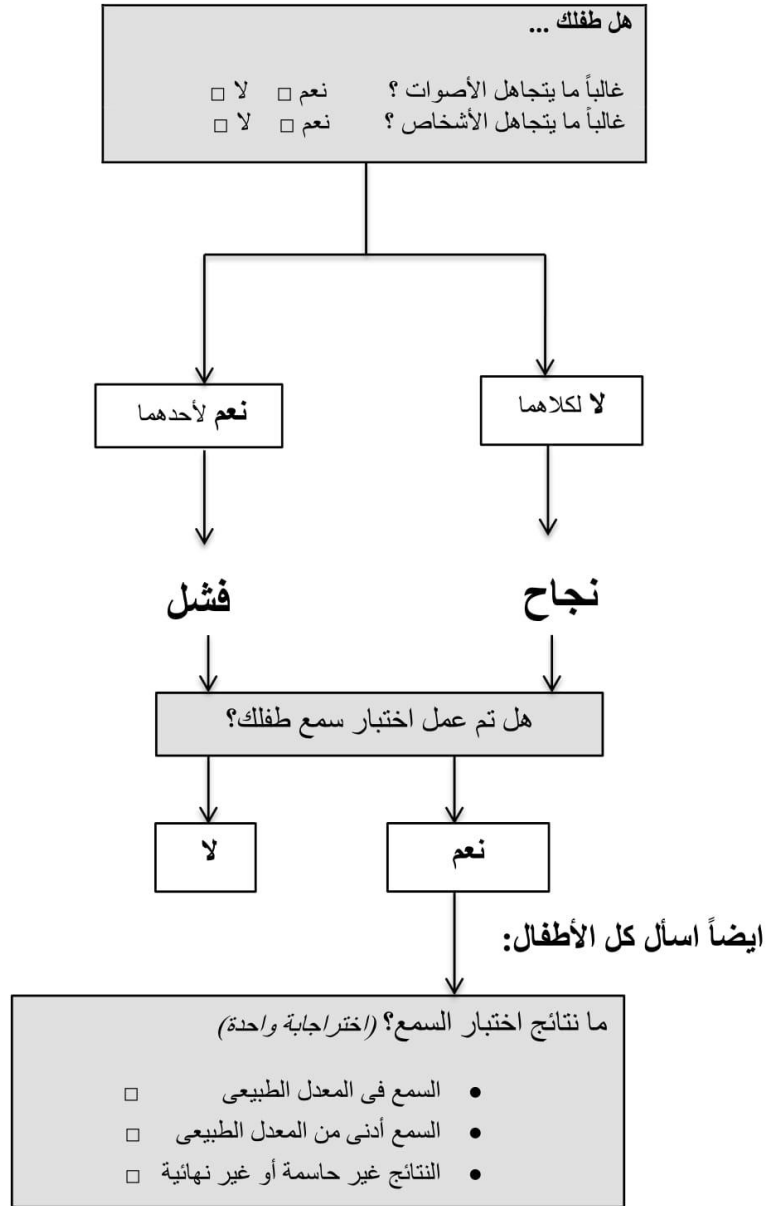 هل طفلك ...
غالباً ما يتجاهل الأصوات ؟ نعم □ لا □
غالباً ما يتجاهل الأشخاص ؟ نعم □ لا □
لا لكلاهما
نعم لأحدهما
نجاح
فشل
هل تم عمل اختبار سمع طفلك؟
نعم
لا
ايضاً اسأل كل الأطفال:
ما نتائج اختبار السمع؟ (اختراجابة واحدة)
● السمع فى المعدل الطبيعى □
● السمع أدنى من المعدل الطبيعى □
● النتائج غير حاسمة أو غير نهائية □